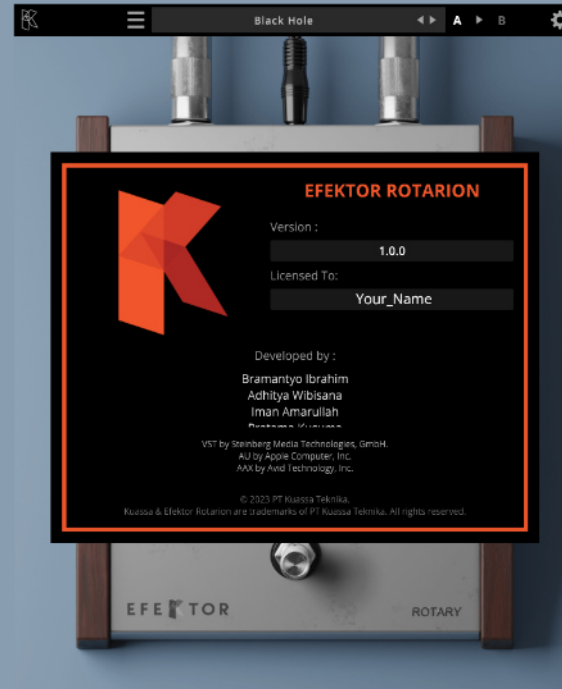 Black Hole
A B
EFEKTOR ROTARION
Version :
1.0.0
Licensed To:
Your_Name
Developed by :
Bramantyo Ibrahim
Adhitya Wibisana
Iman Amarullah
Pratama Kusuma
VST by Steinberg Media Technologies, GmbH.
AU by Apple Computer, Inc.
AAX by Avid Technology, Inc.
© 2023 PT Kuassa Teknika.
Kuassa & Efektor Rotarion are trademarks of PT Kuassa Teknika. All rights reserved.
EFEKTOR
ROTARY